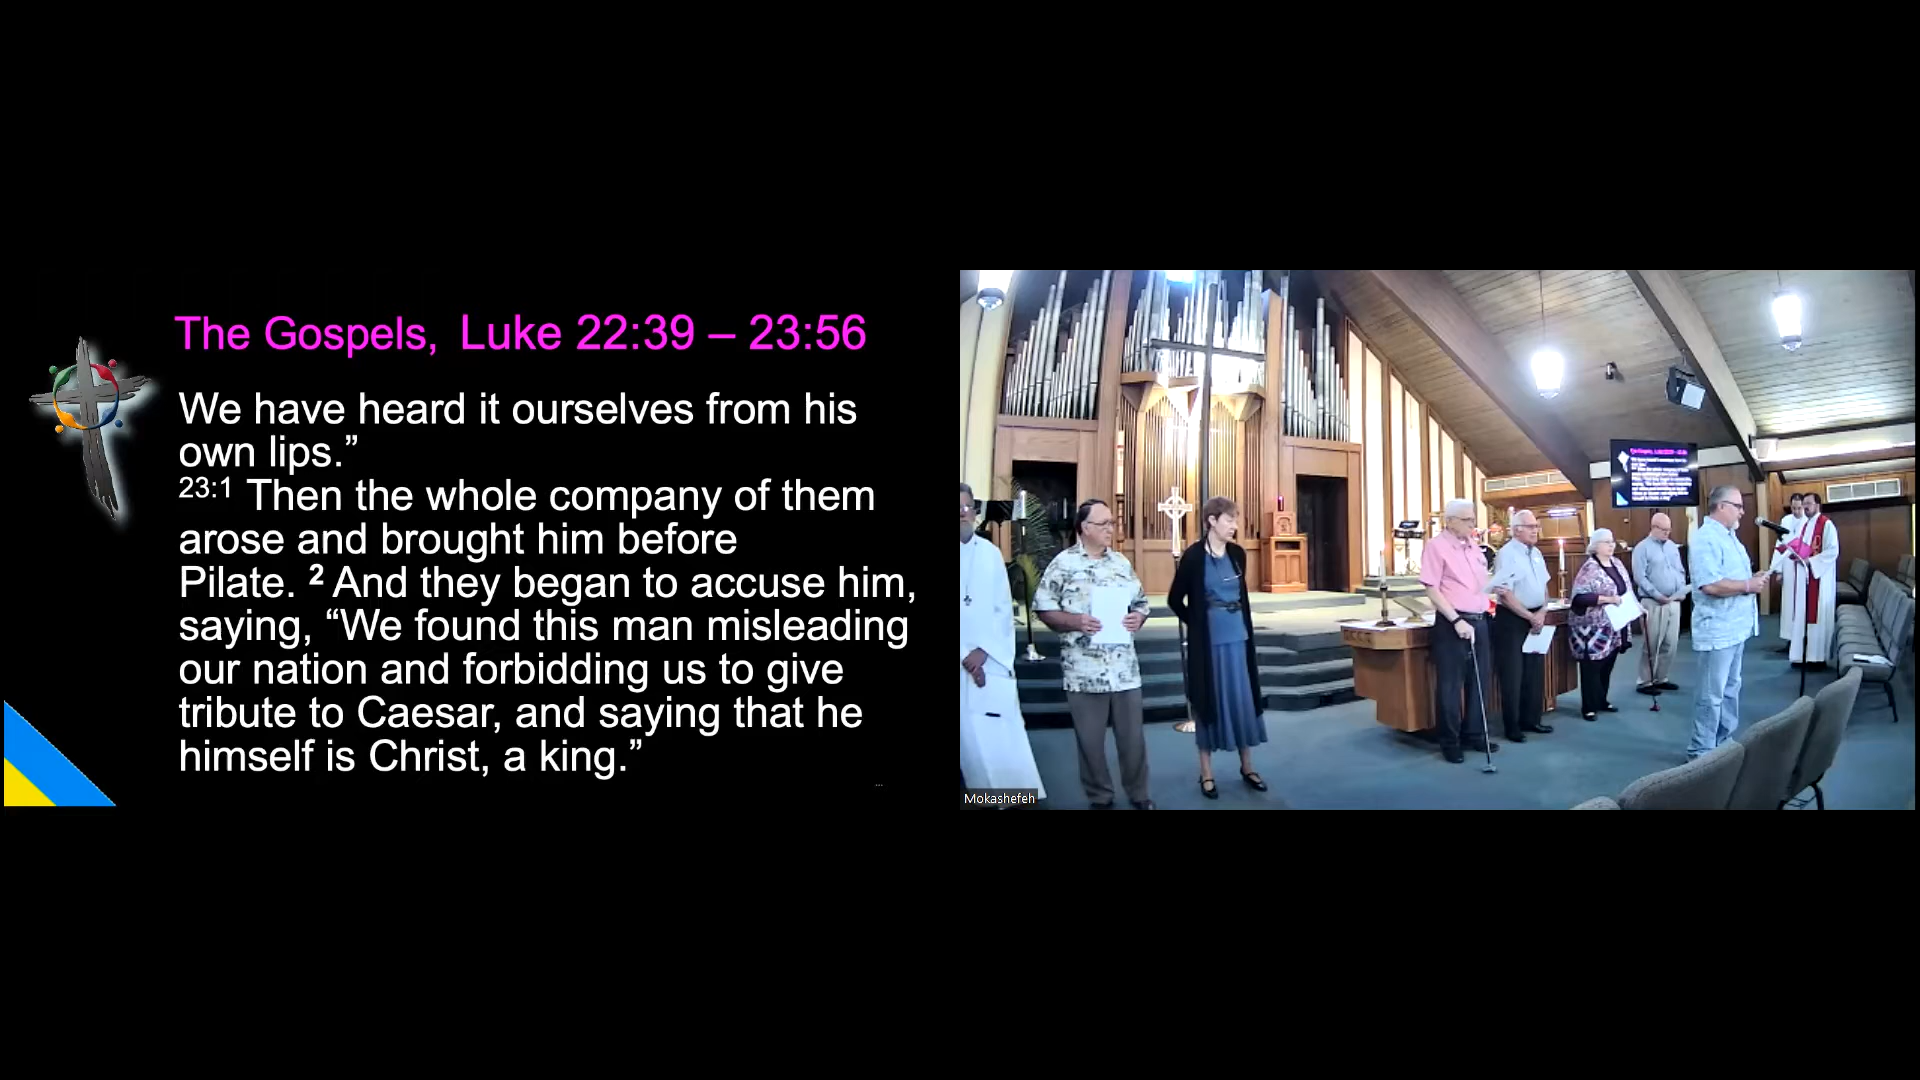 The Gospels, Luke 22:39 – 23:56
We have heard it ourselves from his
own lips.”
23:1 Then the whole company of them
arose and brought him before
Pilate. 2 And they began to accuse him,
saying, “We found this man misleading
our nation and forbidding us to give
tribute to Caesar, and saying that he
himself is Christ, a king.”
...
Mokashefeh